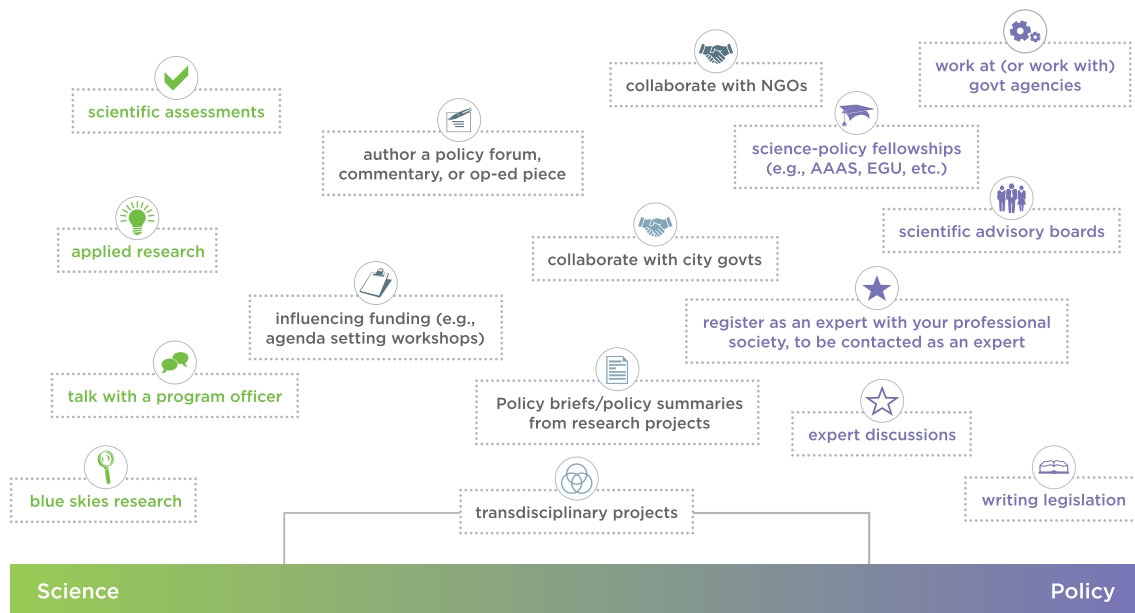 work at (or work with)
govt agencies
collaborate with NGOs
scientific assessments
author a policy forum,
commentary, or op-ed piece
science-policy fellowships
(e.g., AAAS, EGU, etc.)
scientific advisory boards
applied research
collaborate with city govts
influencing funding (e.g.,
agenda setting workshops)
register as an expert with your professional
society, to be contacted as an expert
talk with a program officer
Policy briefs/policy summaries
from research projects
expert discussions
blue skies research
transdisciplinary projects
writing legislation
Science
Policy